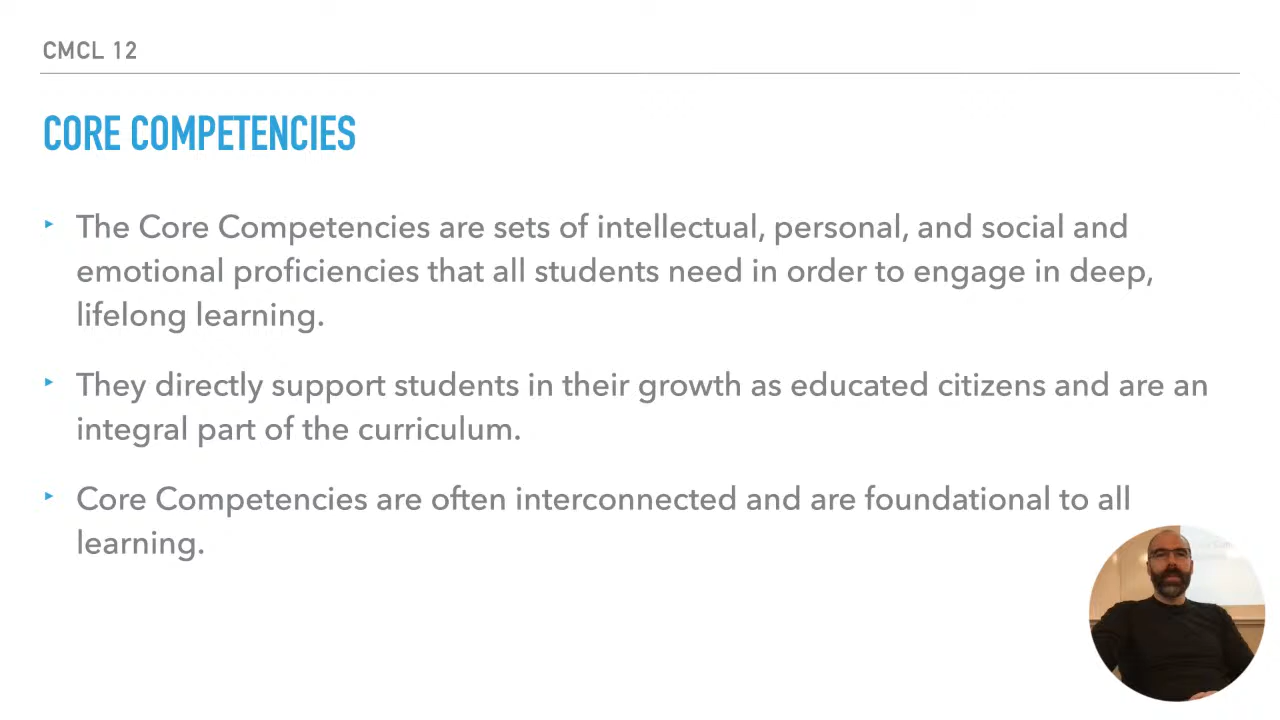 CMCL 12
CORE COMPETENCIES
‣ The Core Competencies are sets of intellectual, personal, and social and
emotional proficiencies that all students need in order to engage in deep,
lifelong learning.
‣ They directly support students in their growth as educated citizens and are an
integral part of the curriculum.
‣ Core Competencies are often interconnected and are foundational to all
learning.